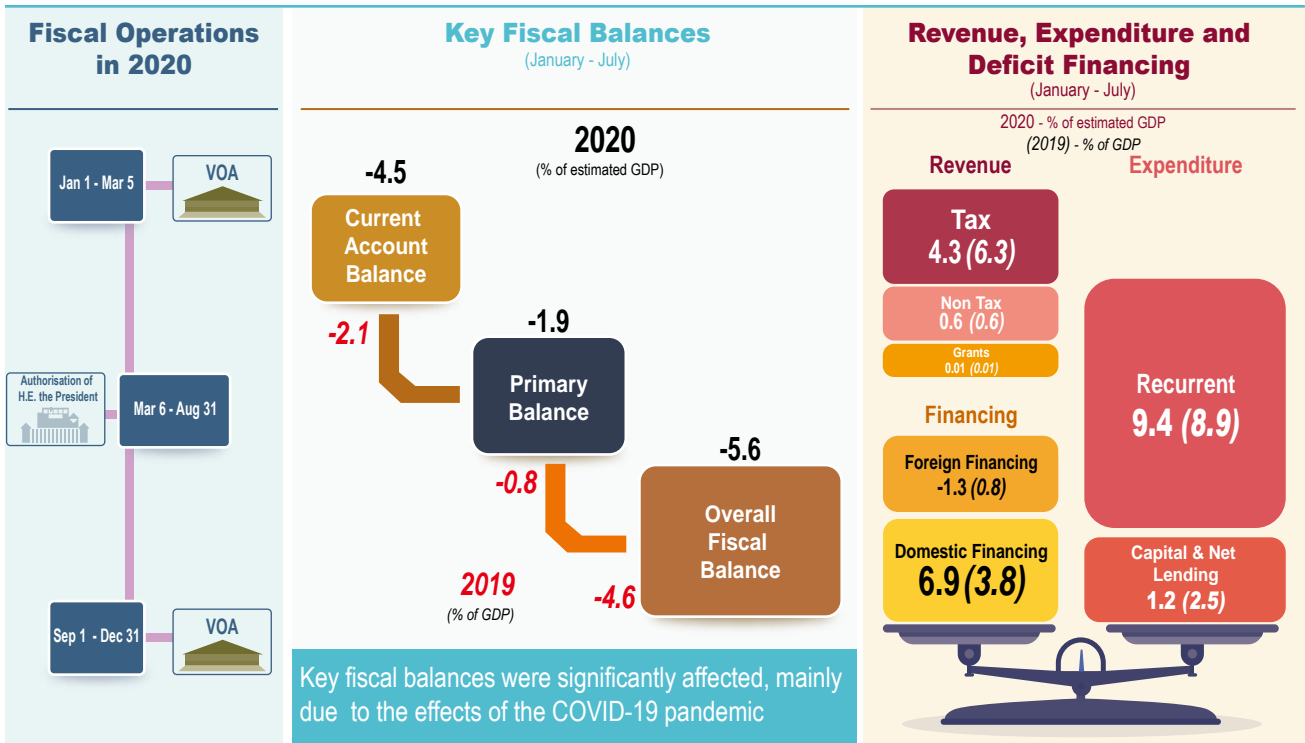 Fiscal Operations
in 2020
Jan 1 - Mar 5
VOA
Authorisation of
H.E. the President
Mar 6 - Aug 31
Sep 1 - Dec 31
VOA
Key Fiscal Balances
(January - July)
2020
(% of estimated GDP)
-4.5
Current
Account
Balance
-2.1
-1.9
Primary
Balance
-0.8
-5.6
Overall
Fiscal
Balance
-4.6
2019
(% of GDP)
Key fiscal balances were significantly affected, mainly
due to the effects of the COVID-19 pandemic
Revenue, Expenditure and
Deficit Financing
(January - July)
2020 - % of estimated GDP
(2019) - % of GDP
Revenue
Tax
4.3 (6.3)
Non Tax
0.6 (0.6)
Grants
0.01 (0.01)
Financing
Foreign Financing
-1.3 (0.8)
Domestic Financing
6.9 (3.8)
Expenditure
Recurrent
9.4 (8.9)
Capital & Net
Lending
1.2 (2.5)